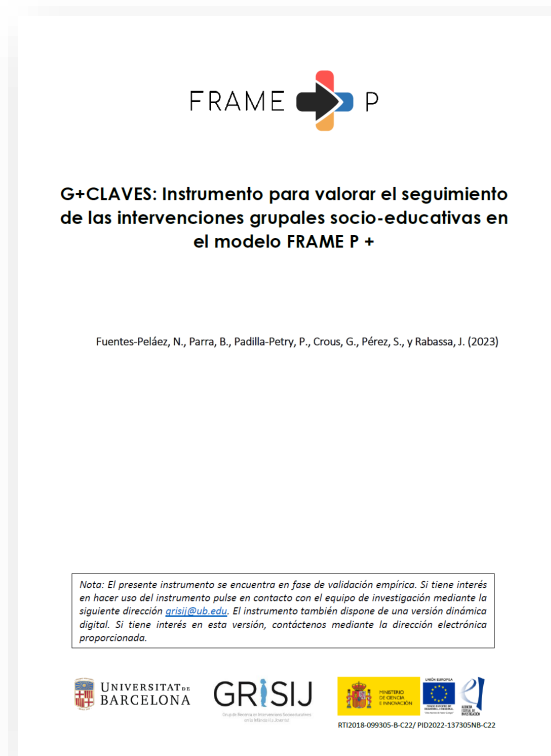 FRAME P
G+CLAVES: Instrumento para valorar el seguimiento
de las intervenciones grupales socio-educativas en
el modelo FRAME P +
Fuentes-Peláez, N., Parra, B., Padilla-Petry, P., Crous, G., Pérez, S., y Rabassa, J. (2023)
Nota: El presente instrumento se encuentra en fase de validación empírica. Si tiene interés
en hacer uso del instrumento pulse en contacto con el equipo de investigación mediante la
siguiente dirección grisij@ub.edu. El instrumento también dispone de una versión dinámica
digital. Si tiene interés en esta versión, contáctenos mediante la dirección electrónica
proporcionada.
UNIVERSITAT DE
BARCELONA
GRISIJ
MINISTERIO
DE CIENCIA
E INNOVACIÓN
UNIÓN EUROPEA
AGENCIA
ESTATAL DE
INVESTIGACIÓN
RTI2018-099305-B-C22/ PID2022-137305NB-C22